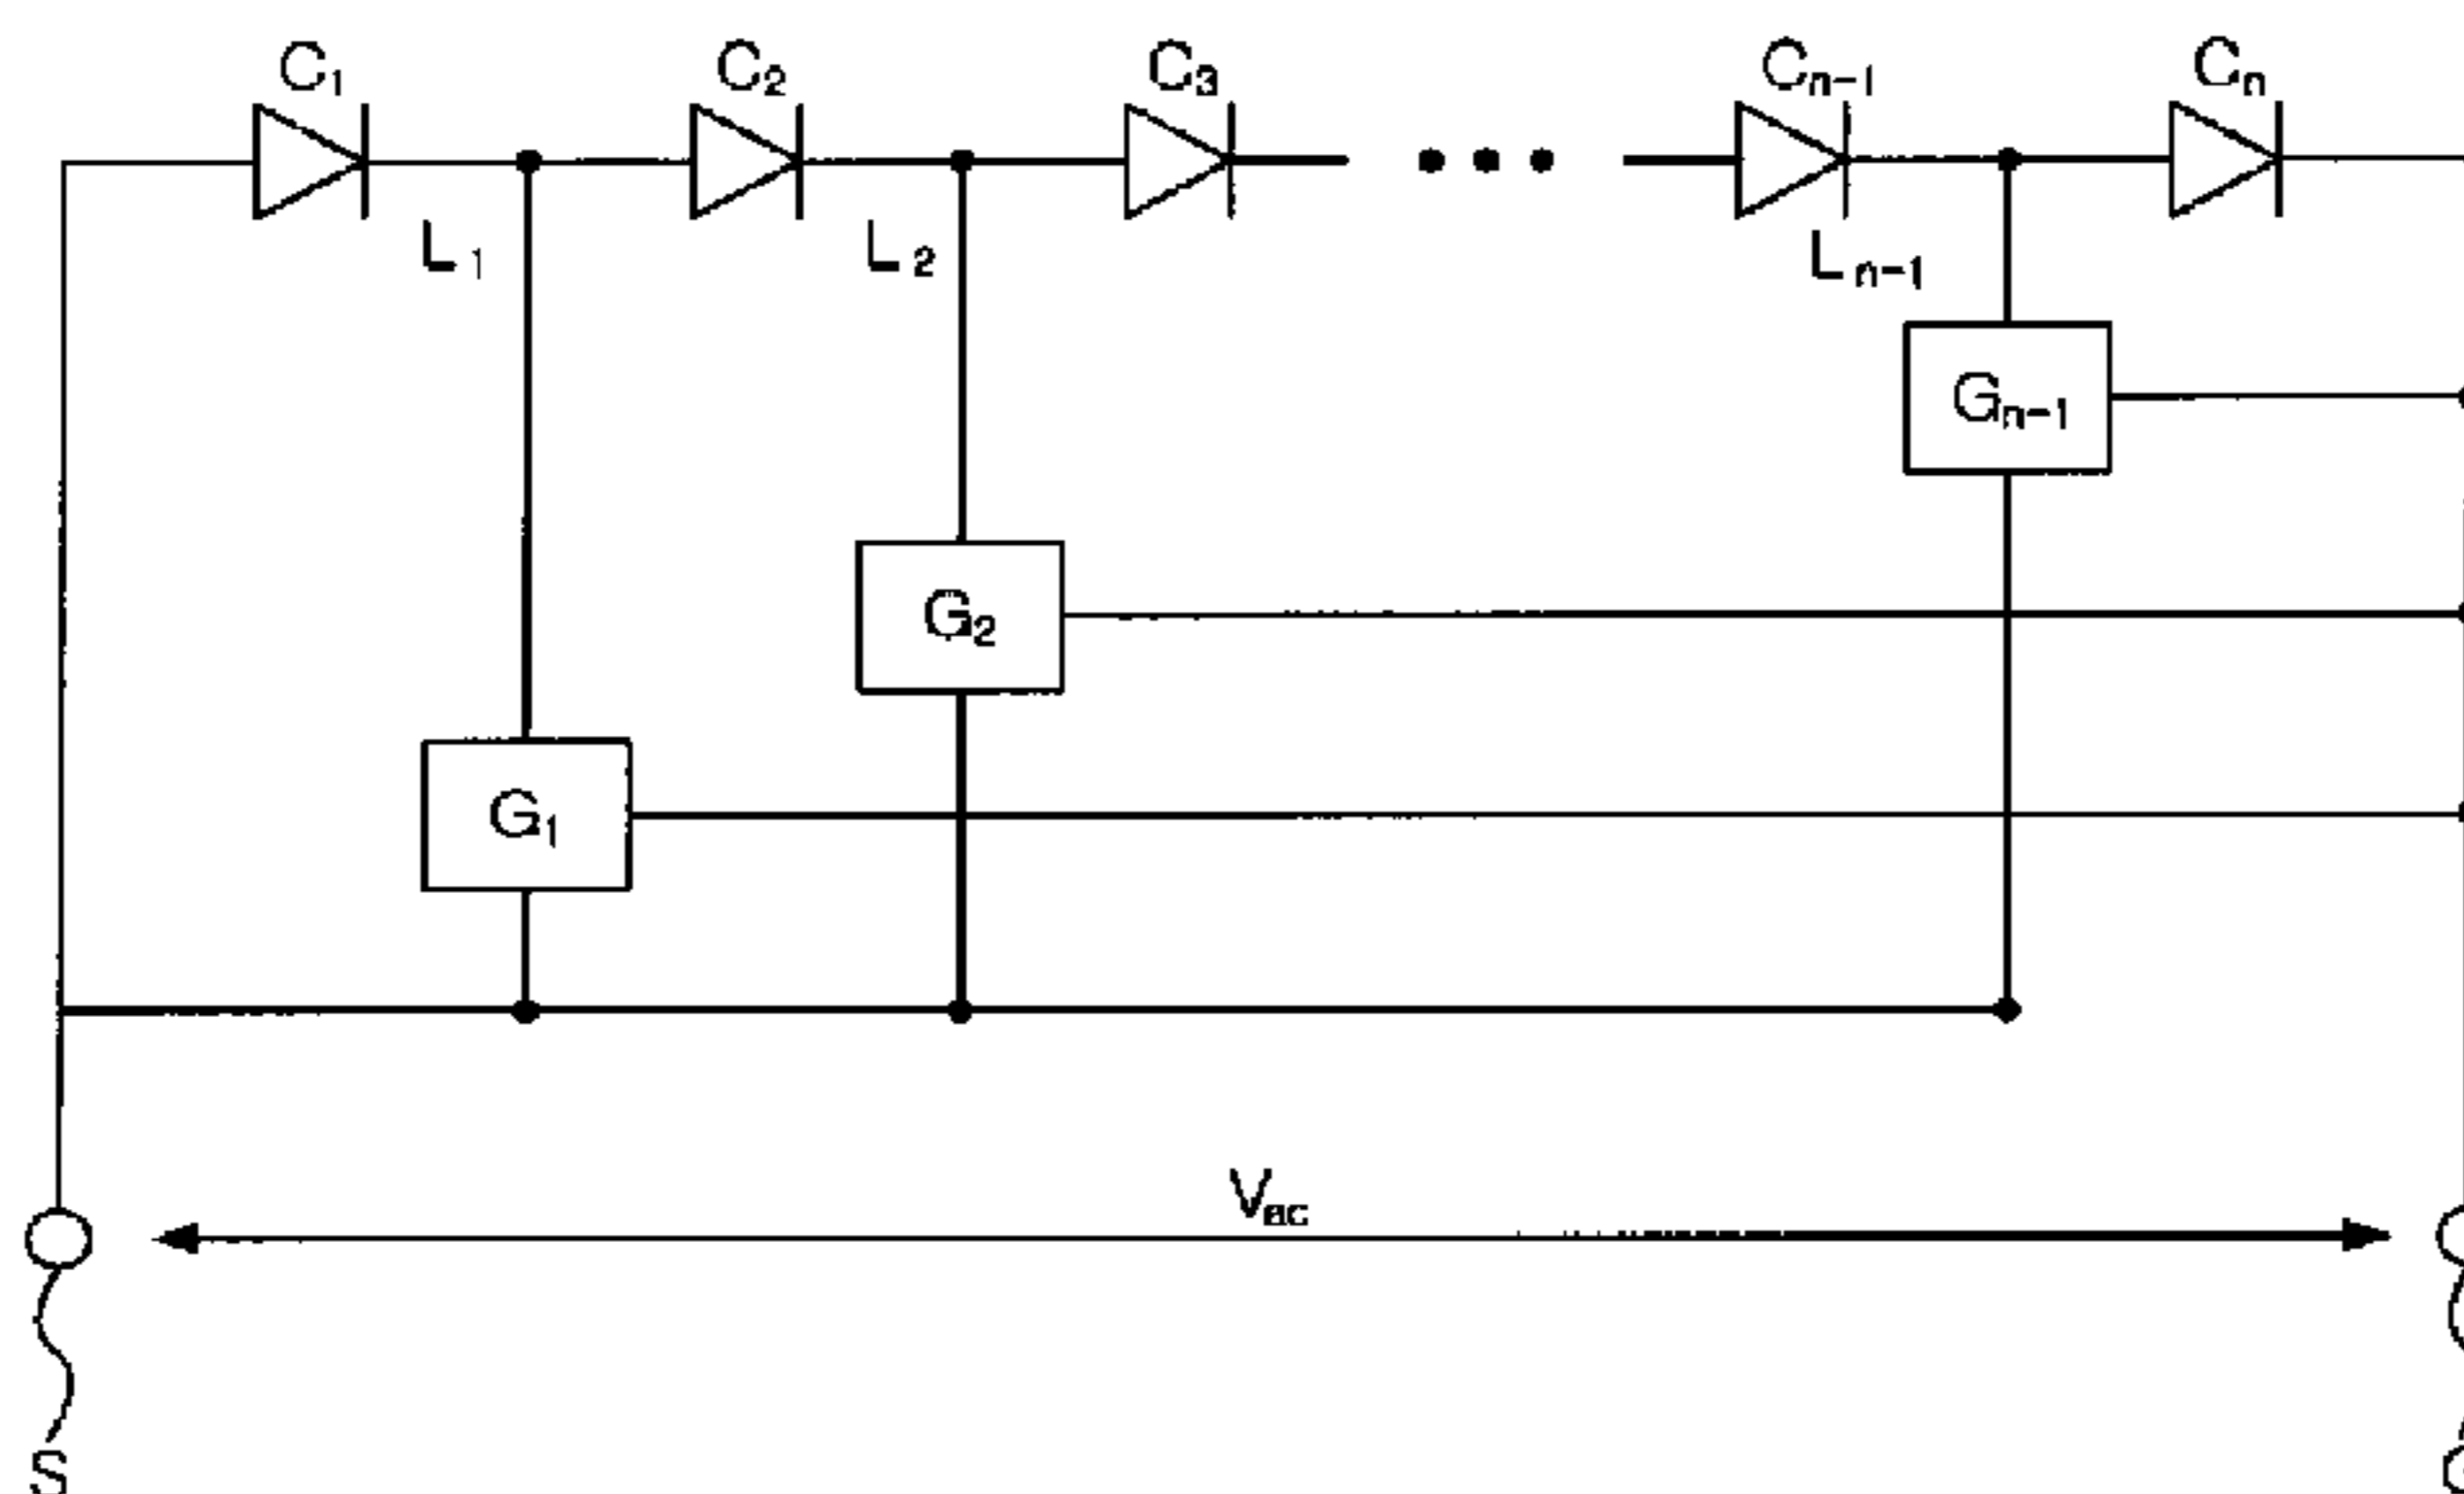 C₁ C₂ C₃ Cₙ₋₁ Cₙ
L₁ L₂ Lₙ₋₁
Gₙ₋₁
G₂
G₁
Vac
S